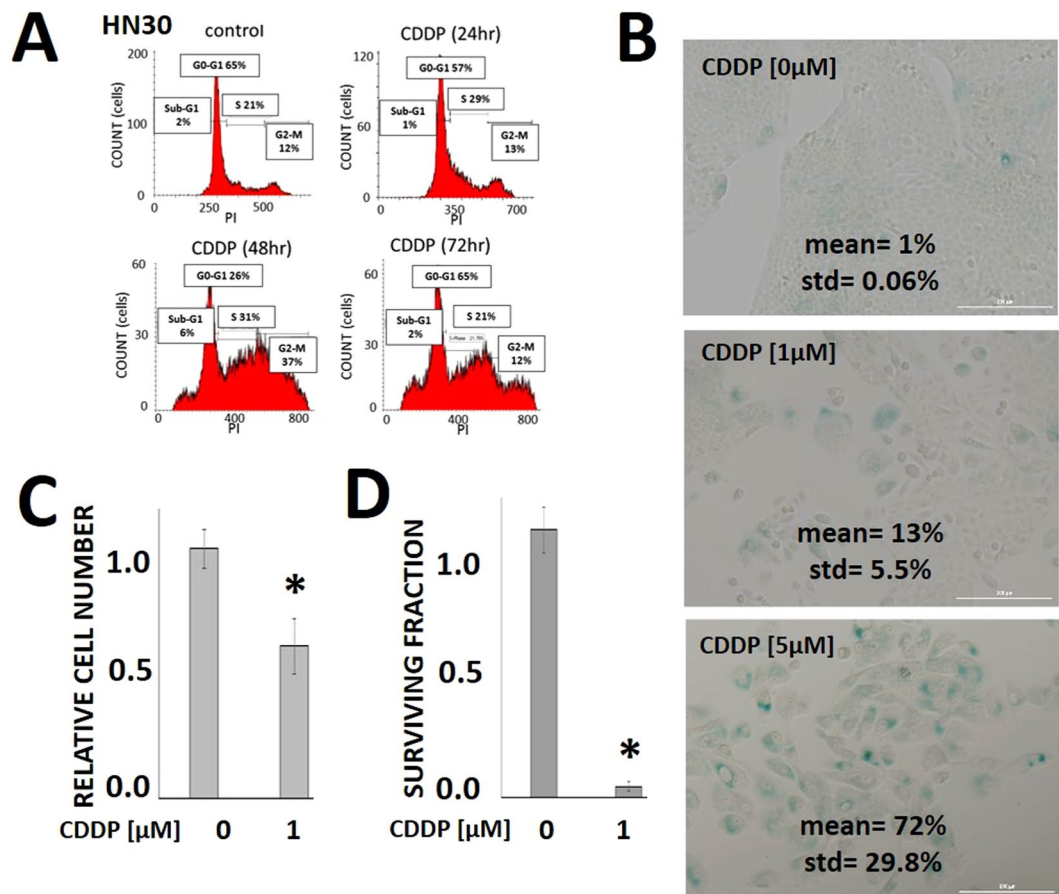 A
HN30
control
200
100
0
COUNT (cells)
G0-G1 65%
Sub-G1
2%
S 21%
G2-M
12%
0 250 500
PI
CDDP (24hr)
120
60
0
COUNT (cells)
G0-G1 57%
Sub-G1
1%
S 29%
G2-M
13%
0 350 700
PI
CDDP (48hr)
60
30
0
COUNT (cells)
G0-G1 26%
Sub-G1
6%
S 31%
G2-M
37%
0 400 800
PI
CDDP (72hr)
60
30
0
COUNT (cells)
G0-G1 65%
Sub-G1
2%
S 21%
G2-M
12%
0 400 800
PI
B
CDDP [0µM]
mean= 1%
std= 0.06%
CDDP [1µM]
mean= 13%
std= 5.5%
CDDP [5µM]
mean= 72%
std= 29.8%
C
RELATIVE CELL NUMBER
1.0
0.5
0.0
*
CDDP [µM] 0 1
D
SURVIVING FRACTION
1.0
0.5
0.0
*
CDDP [µM] 0 1